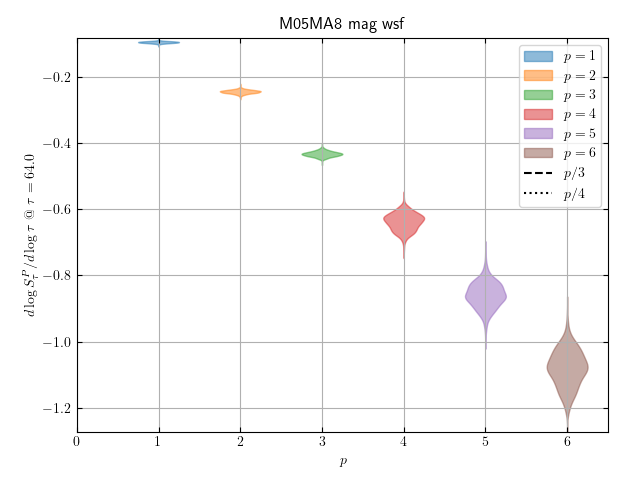 M05MA8 mag wsf
d log S_τ^P / d log τ @ τ = 64.0
−0.2
−0.4
−0.6
−0.8
−1.0
−1.2
0 1 2 3 4 5 6
p
p = 1
p = 2
p = 3
p = 4
p = 5
p = 6
p/3
p/4